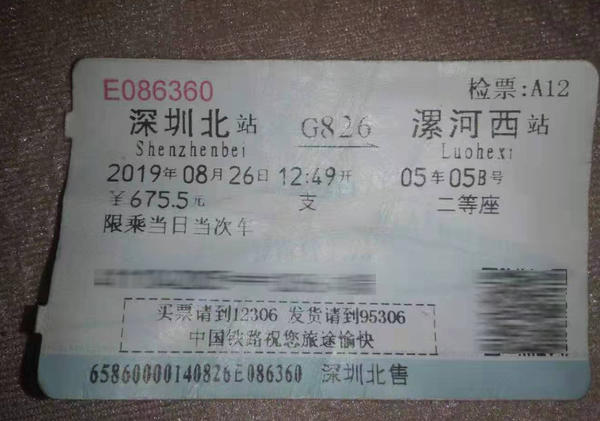 E086360 检票:A12
深圳北站 G826 漯河西站
Shenzhenbei Luohexi
2019年08月26日12:49开 05车05B号
￥675.5元 支 二等座
限乘当日当次车
买票请到12306 发货请到95306
中国铁路祝您旅途愉快
65860000140826E086360 深圳北售